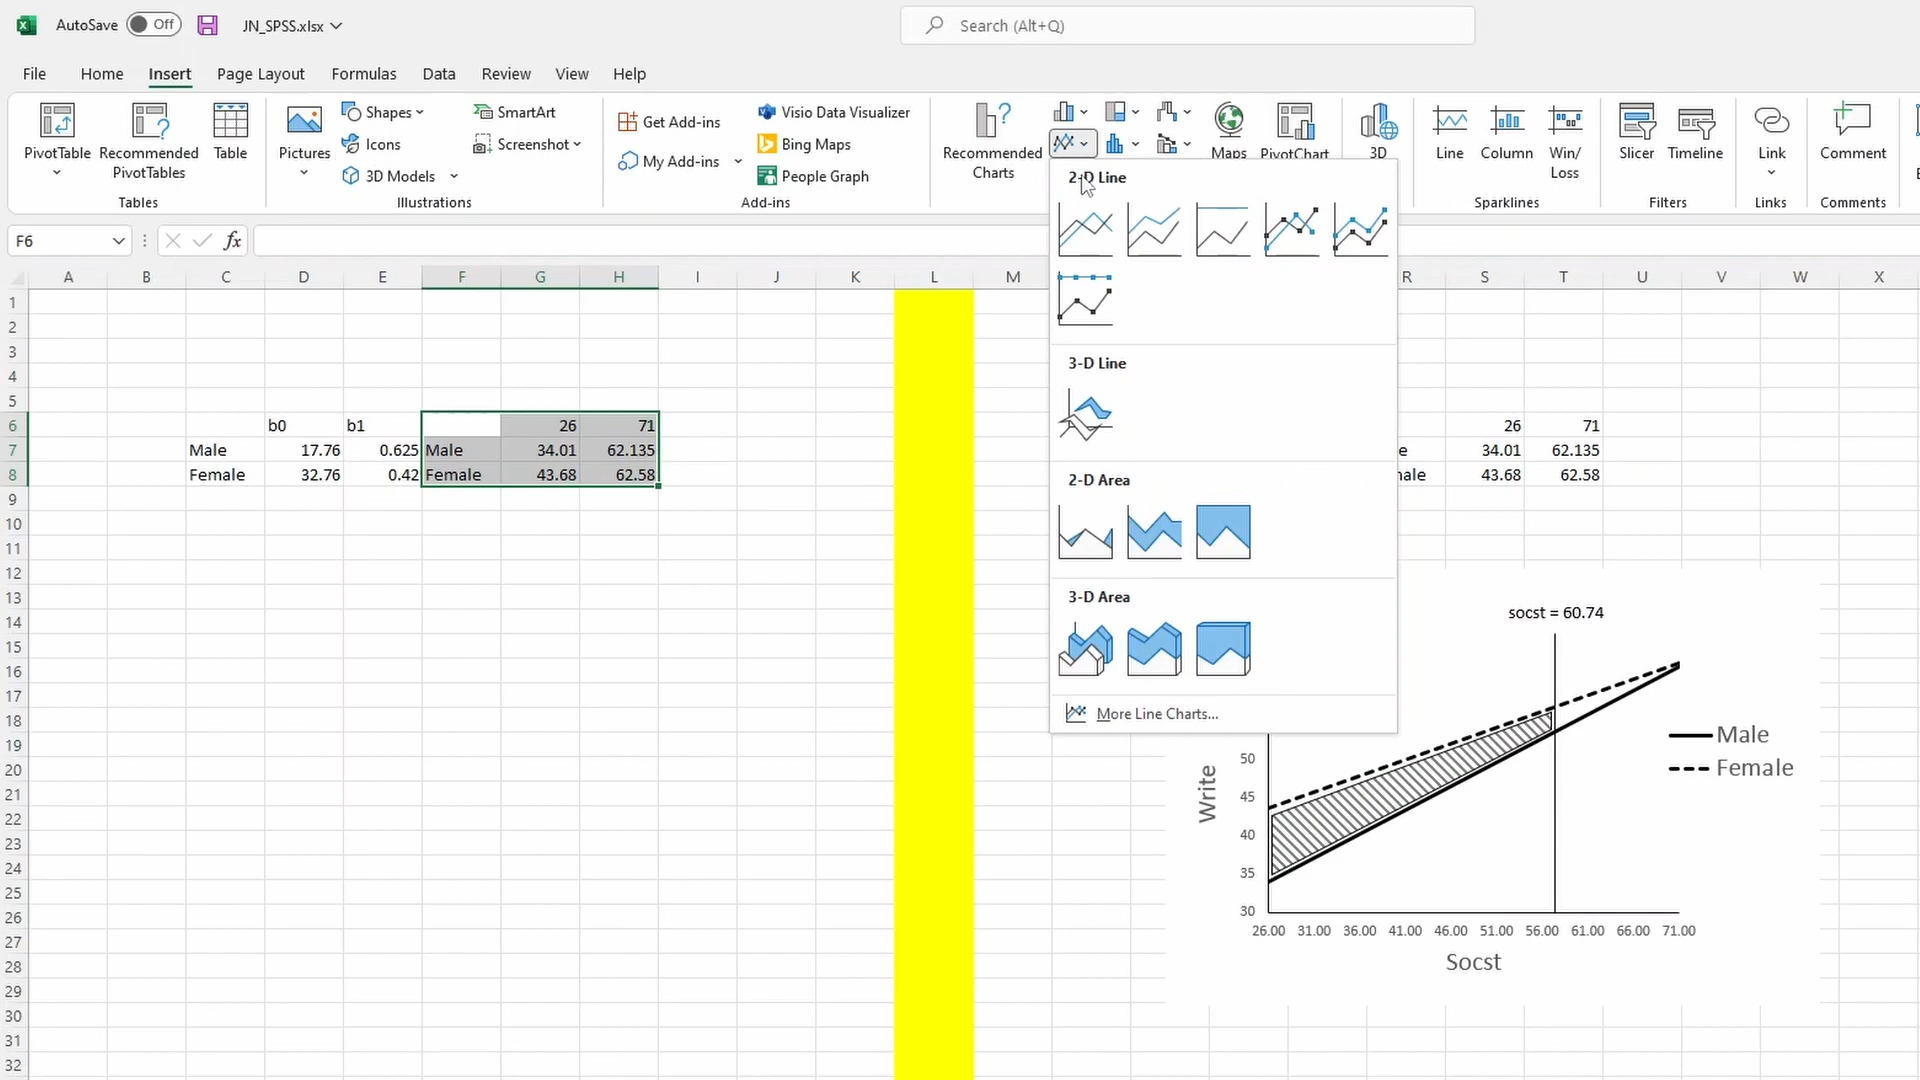 AutoSave Off JN_SPSS.xlsx Search (Alt+Q)
File Home Insert Page Layout Formulas Data Review View Help
PivotTable Recommended PivotTables Table
Tables
Pictures Shapes Icons 3D Models SmartArt Screenshot
Illustrations
Get Add-ins My Add-ins Visio Data Visualizer Bing Maps People Graph
Add-ins
Recommended Charts Maps PivotChart 3D
Line Column Win/ Loss
Sparklines
Slicer Timeline
Filters
Link
Links
Comment
Comments
F6 fx
2-D Line
3-D Line
2-D Area
3-D Area
More Line Charts...
A B C D E F G H I J K L M R S T U V W X
1
2
3
4
5
6 b0 b1 26 71 26 71
7 Male 17.76 0.625 Male 34.01 62.135 e 34.01 62.135
8 Female 32.76 0.42 Female 43.68 62.58 nale 43.68 62.58
9
10
11
12
13
14
15
16
17
18
19
20
21
22
23
24
25
26
27
28
29
30
31
32
socst = 60.74
Male
Female
Write
50
45
40
35
30
26.00 31.00 36.00 41.00 46.00 51.00 56.00 61.00 66.00 71.00
Socst